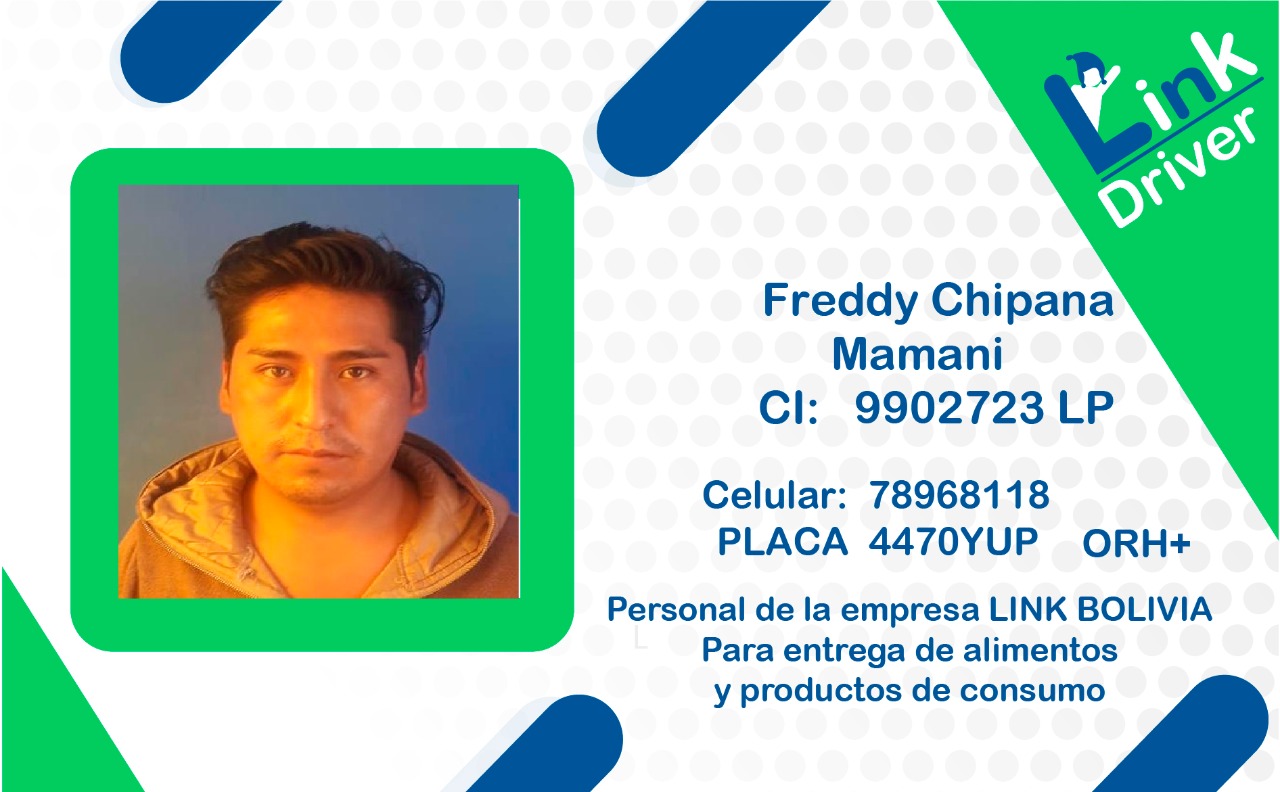 Link
Driver
Freddy Chipana
Mamani
CI: 9902723 LP
Celular: 78968118
PLACA 4470YUP ORH+
Personal de la empresa LINK BOLIVIA
Para entrega de alimentos
y productos de consumo
L